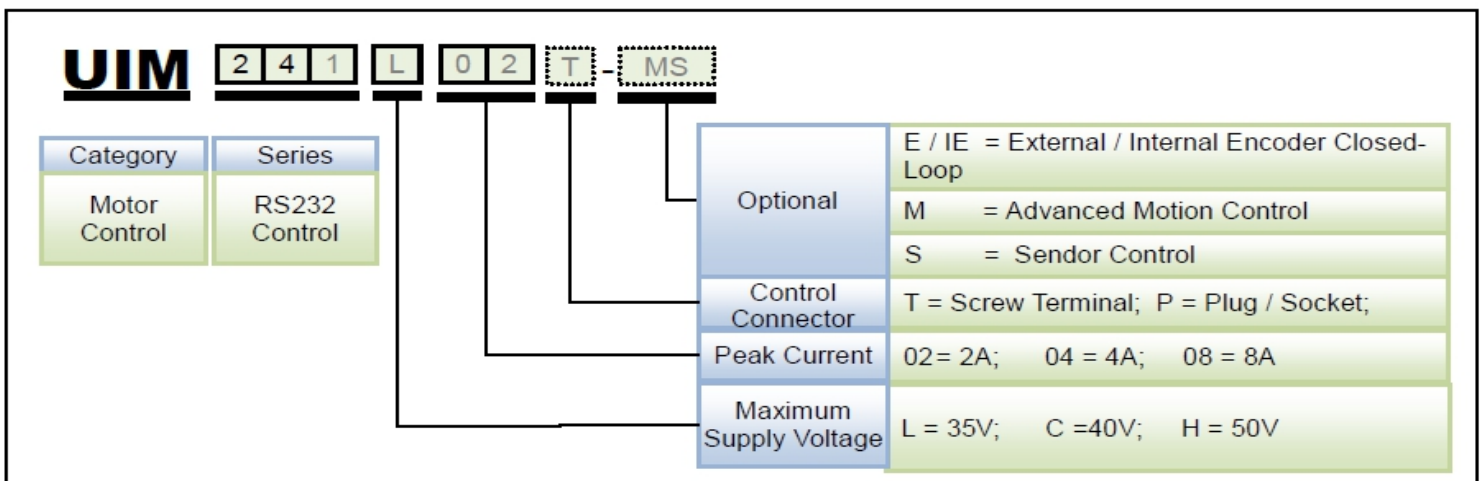 UIM 2 4 1 L 0 2 T - MS
Category Series
Motor Control
RS232 Control
Optional
E / IE = External / Internal Encoder Closed-
Loop
M = Advanced Motion Control
S = Sendor Control
Control
Connector
T = Screw Terminal; P = Plug / Socket;
Peak Current
02= 2A; 04 = 4A; 08 = 8A
Maximum
Supply Voltage
L = 35V; C =40V; H = 50V